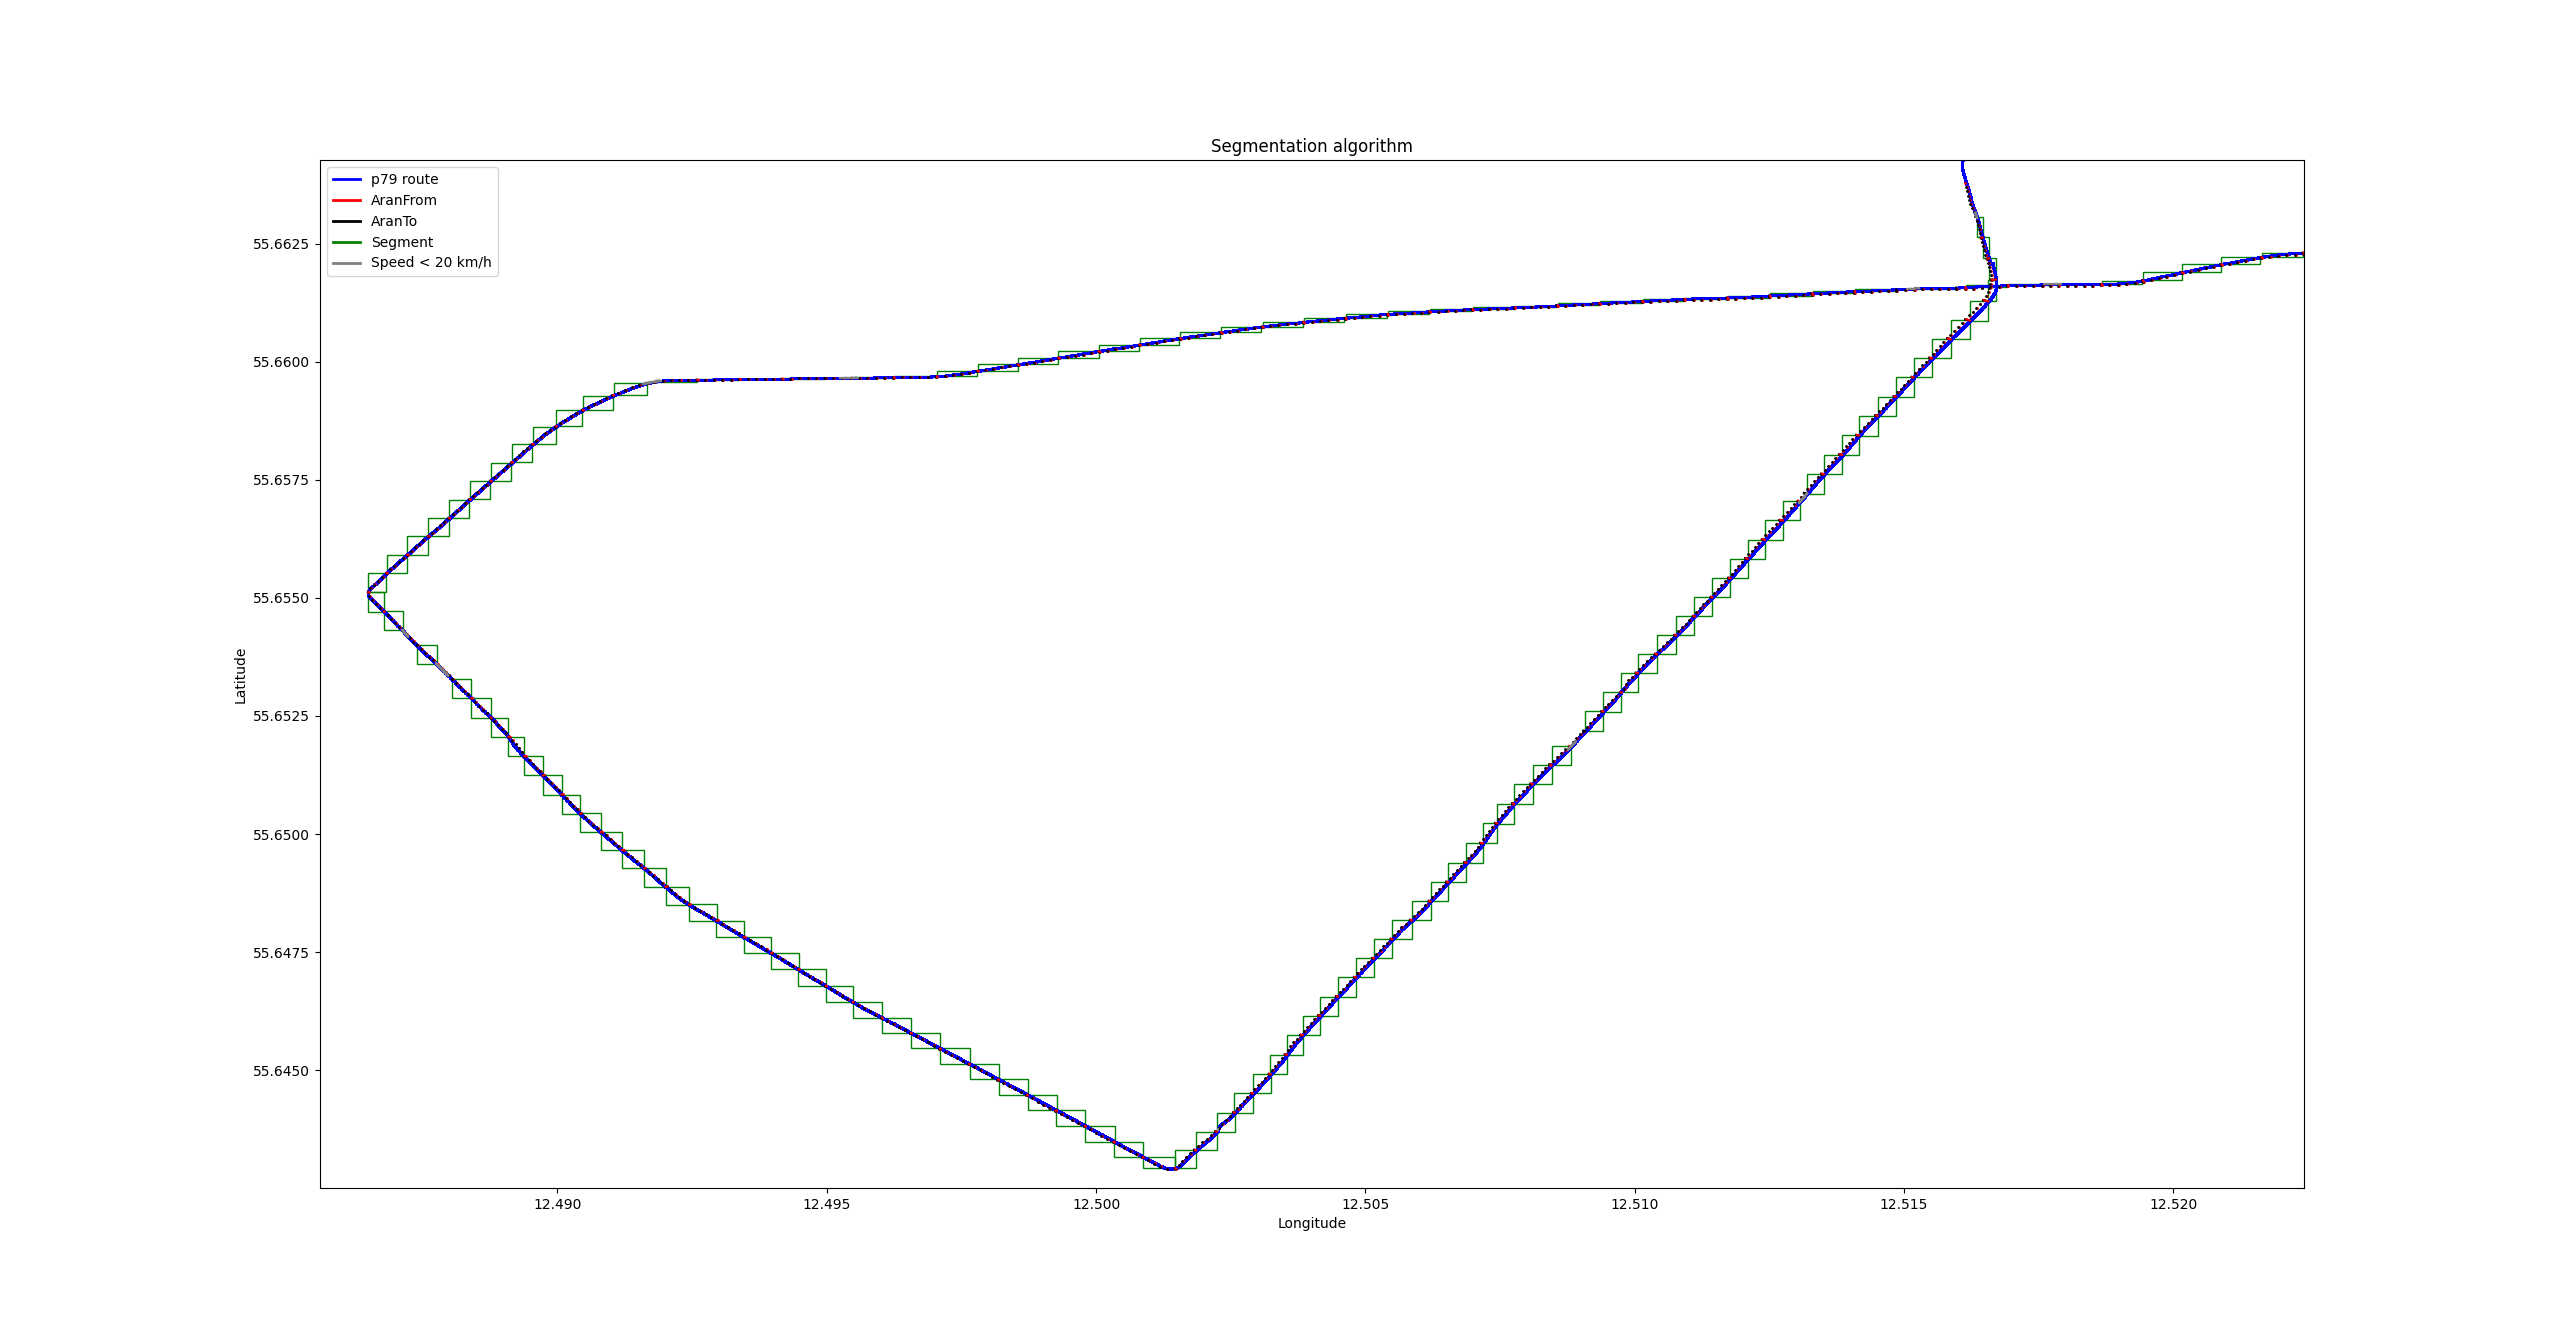 Segmentation algorithm
p79 route
AranFrom
AranTo
Segment
Speed < 20 km/h
55.6625
55.6600
55.6575
55.6550
55.6525
55.6500
55.6475
55.6450
Latitude
12.490
12.495
12.500
12.505
12.510
12.515
12.520
Longitude